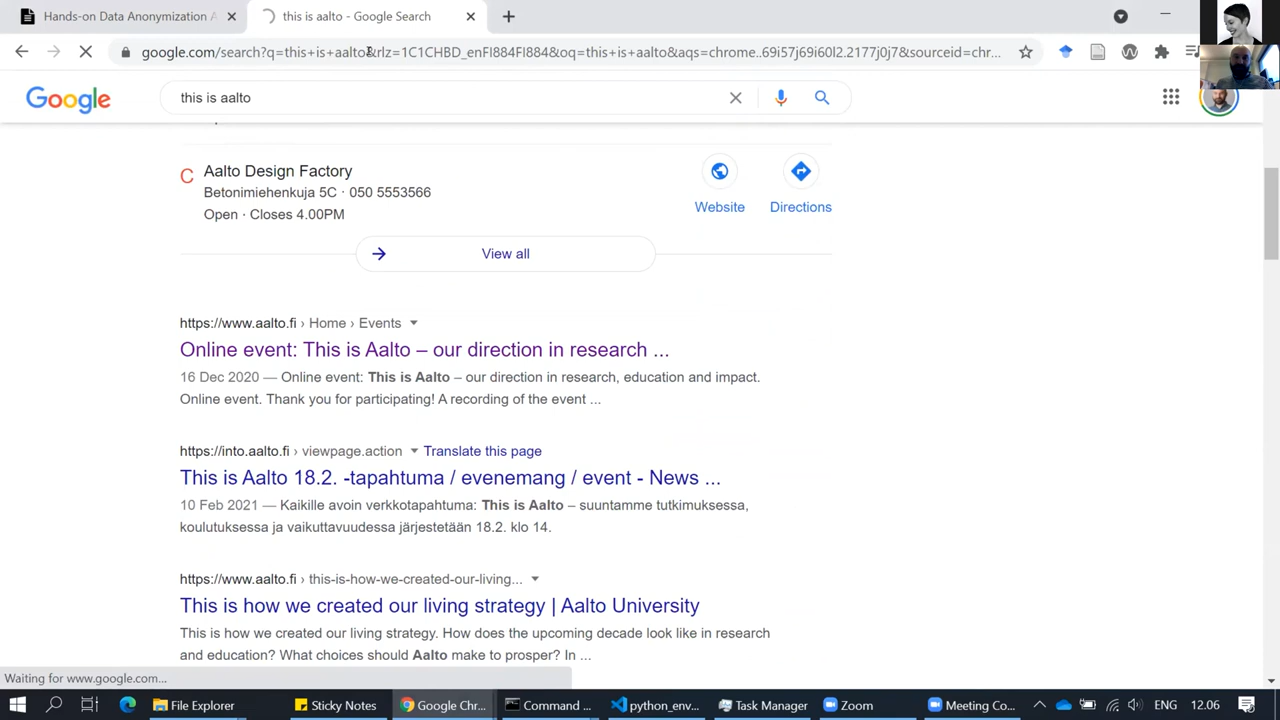 Hands-on Data Anonymization A
this is aalto - Google Search
google.com/search?q=this+is+aalto&rlz=1C1CHBD_enFI884FI884&oq=this+is+aalto&aqs=chrome..69i57j69i60l2.2177j0j7&sourceid=chr...
Google
this is aalto
C Aalto Design Factory
Betonimiehenkuja 5C · 050 5553566
Open · Closes 4.00PM
Website
Directions
View all
https://www.aalto.fi › Home › Events
Online event: This is Aalto – our direction in research ...
16 Dec 2020 — Online event: This is Aalto – our direction in research, education and impact.
Online event. Thank you for participating! A recording of the event ...
https://into.aalto.fi › viewpage.action Translate this page
This is Aalto 18.2. -tapahtuma / evenemang / event - News ...
10 Feb 2021 — Kaikille avoin verkkotapahtuma: This is Aalto – suuntamme tutkimuksessa,
koulutuksessa ja vaikuttavuudessa järjestetään 18.2. klo 14.
https://www.aalto.fi › this-is-how-we-created-our-living...
This is how we created our living strategy | Aalto University
This is how we created our living strategy. How does the upcoming decade look like in research
and education? What choices should Aalto make to prosper? In ...
Waiting for www.google.com...
File Explorer
Sticky Notes
Google Chr...
Command ...
python_env...
Task Manager
Zoom
Meeting Co...
ENG
12.06